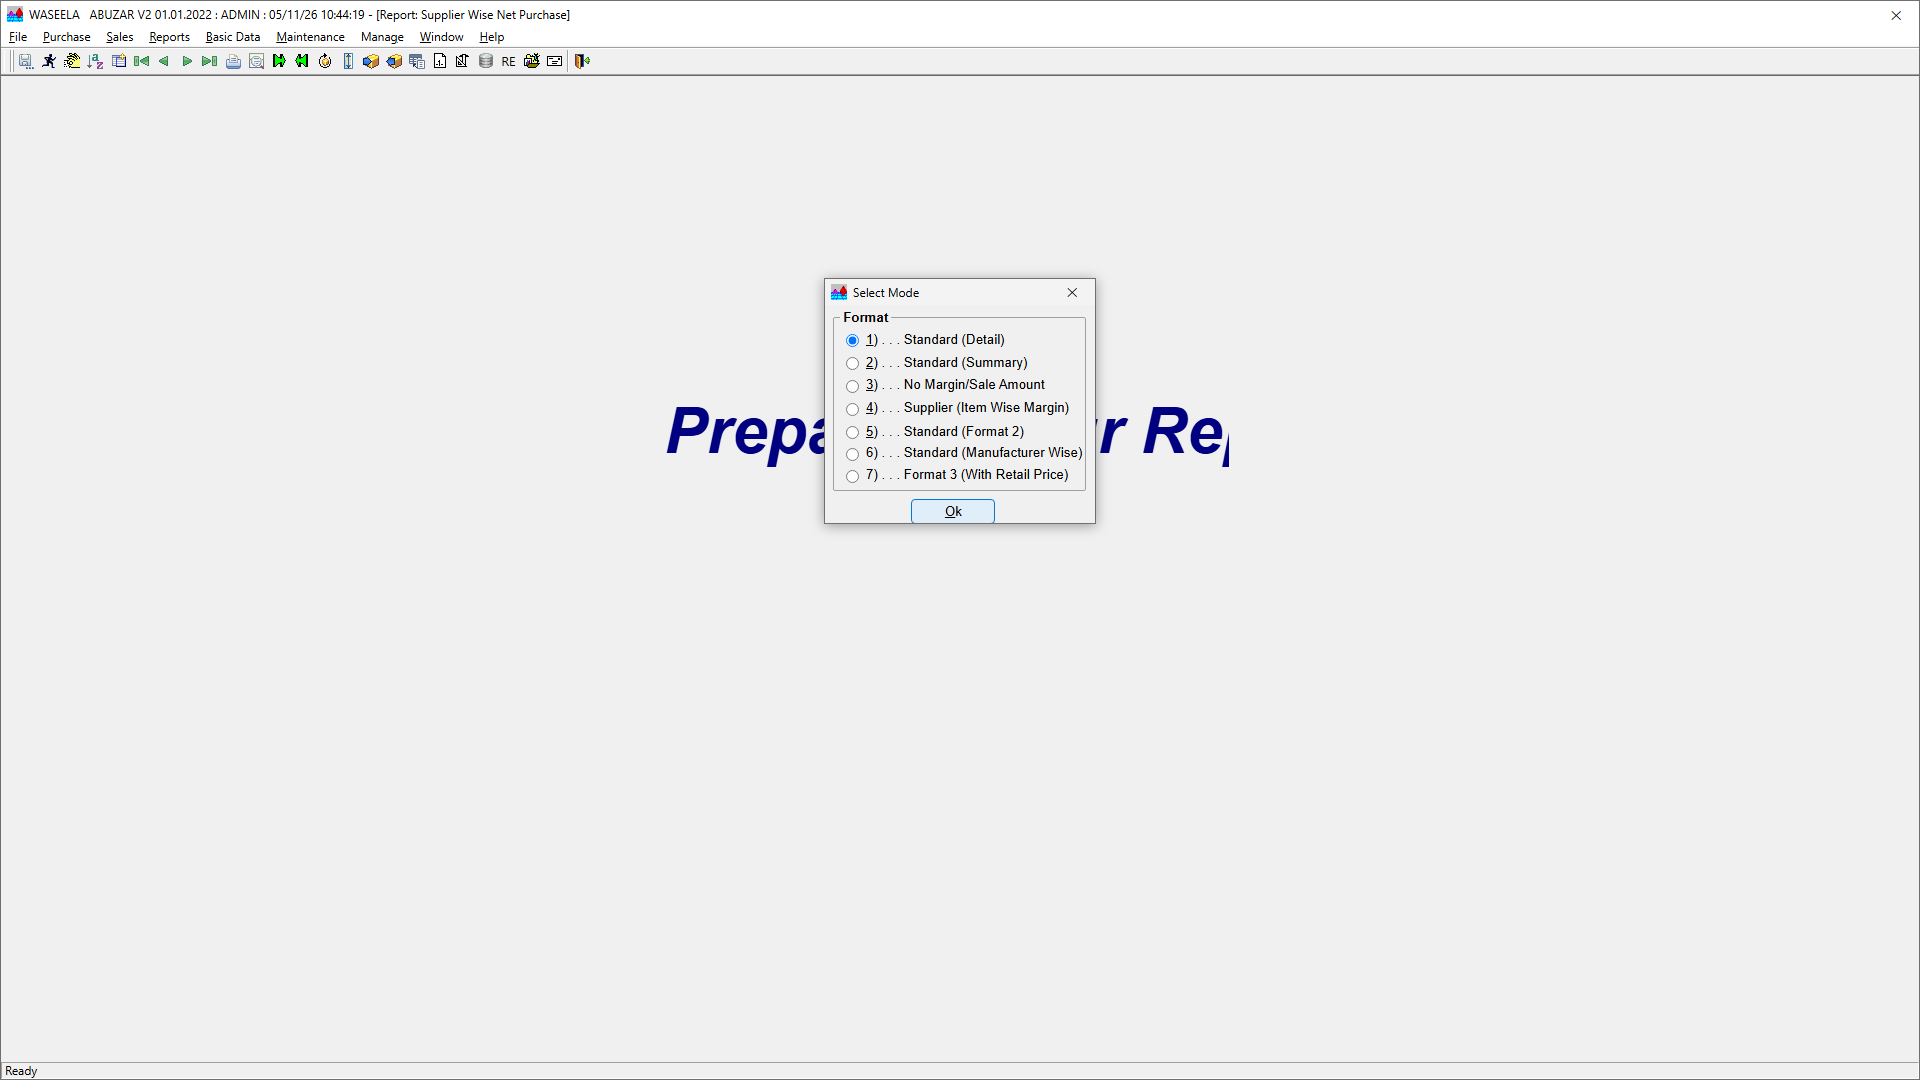 WASEELA   ABUZAR V2 01.01.2022 : ADMIN : 05/11/26 10:44:19 - [Report: Supplier Wise Net Purchase]
File Purchase Sales Reports Basic Data Maintenance Manage Window Help
RE
Select Mode
Format
1) . . . Standard (Detail)
2) . . . Standard (Summary)
3) . . . No Margin/Sale Amount
4) . . . Supplier (Item Wise Margin)
5) . . . Standard (Format 2)
6) . . . Standard (Manufacturer Wise)
7) . . . Format 3 (With Retail Price)
Ok
Ready